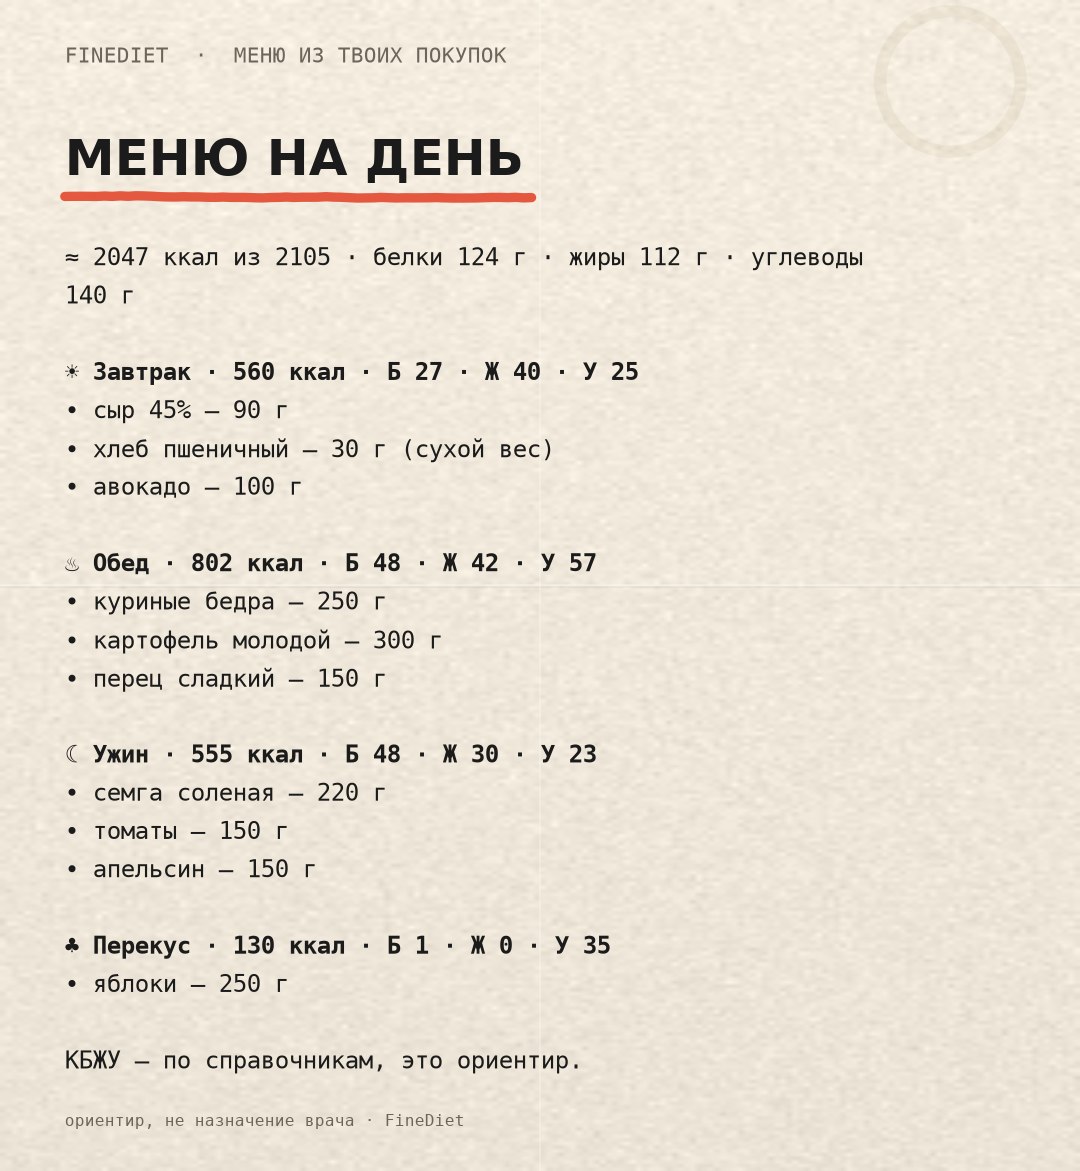 FINEDIET · МЕНЮ ИЗ ТВОИХ ПОКУПОК
МЕНЮ НА ДЕНЬ
≈ 2047 ккал из 2105 · белки 124 г · жиры 112 г · углеводы
140 г
☀ Завтрак · 560 ккал · Б 27 · Ж 40 · У 25
• сыр 45% — 90 г
• хлеб пшеничный — 30 г (сухой вес)
• авокадо — 100 г
♨ Обед · 802 ккал · Б 48 · Ж 42 · У 57
• куриные бедра — 250 г
• картофель молодой — 300 г
• перец сладкий — 150 г
☾ Ужин · 555 ккал · Б 48 · Ж 30 · У 23
• семга соленая — 220 г
• томаты — 150 г
• апельсин — 150 г
♣ Перекус · 130 ккал · Б 1 · Ж 0 · У 35
• яблоки — 250 г
КБЖУ — по справочникам, это ориентир.
ориентир, не назначение врача · FineDiet